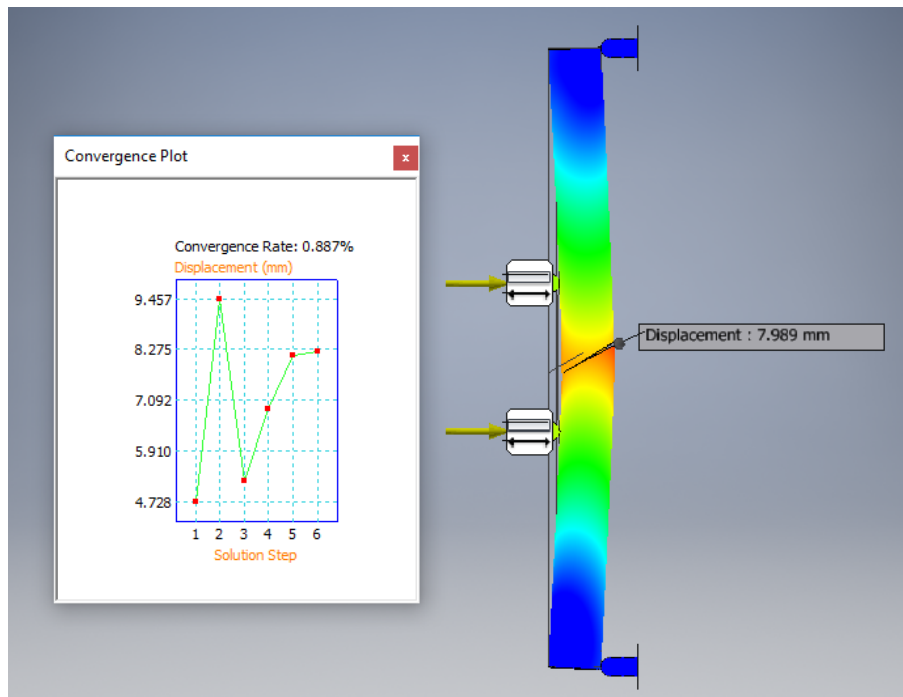 Convergence Plot
x
Convergence Rate: 0.887%
Displacement (mm)
9.457
8.275
7.092
5.910
4.728
1 2 3 4 5 6
Solution Step
Displacement : 7.989 mm